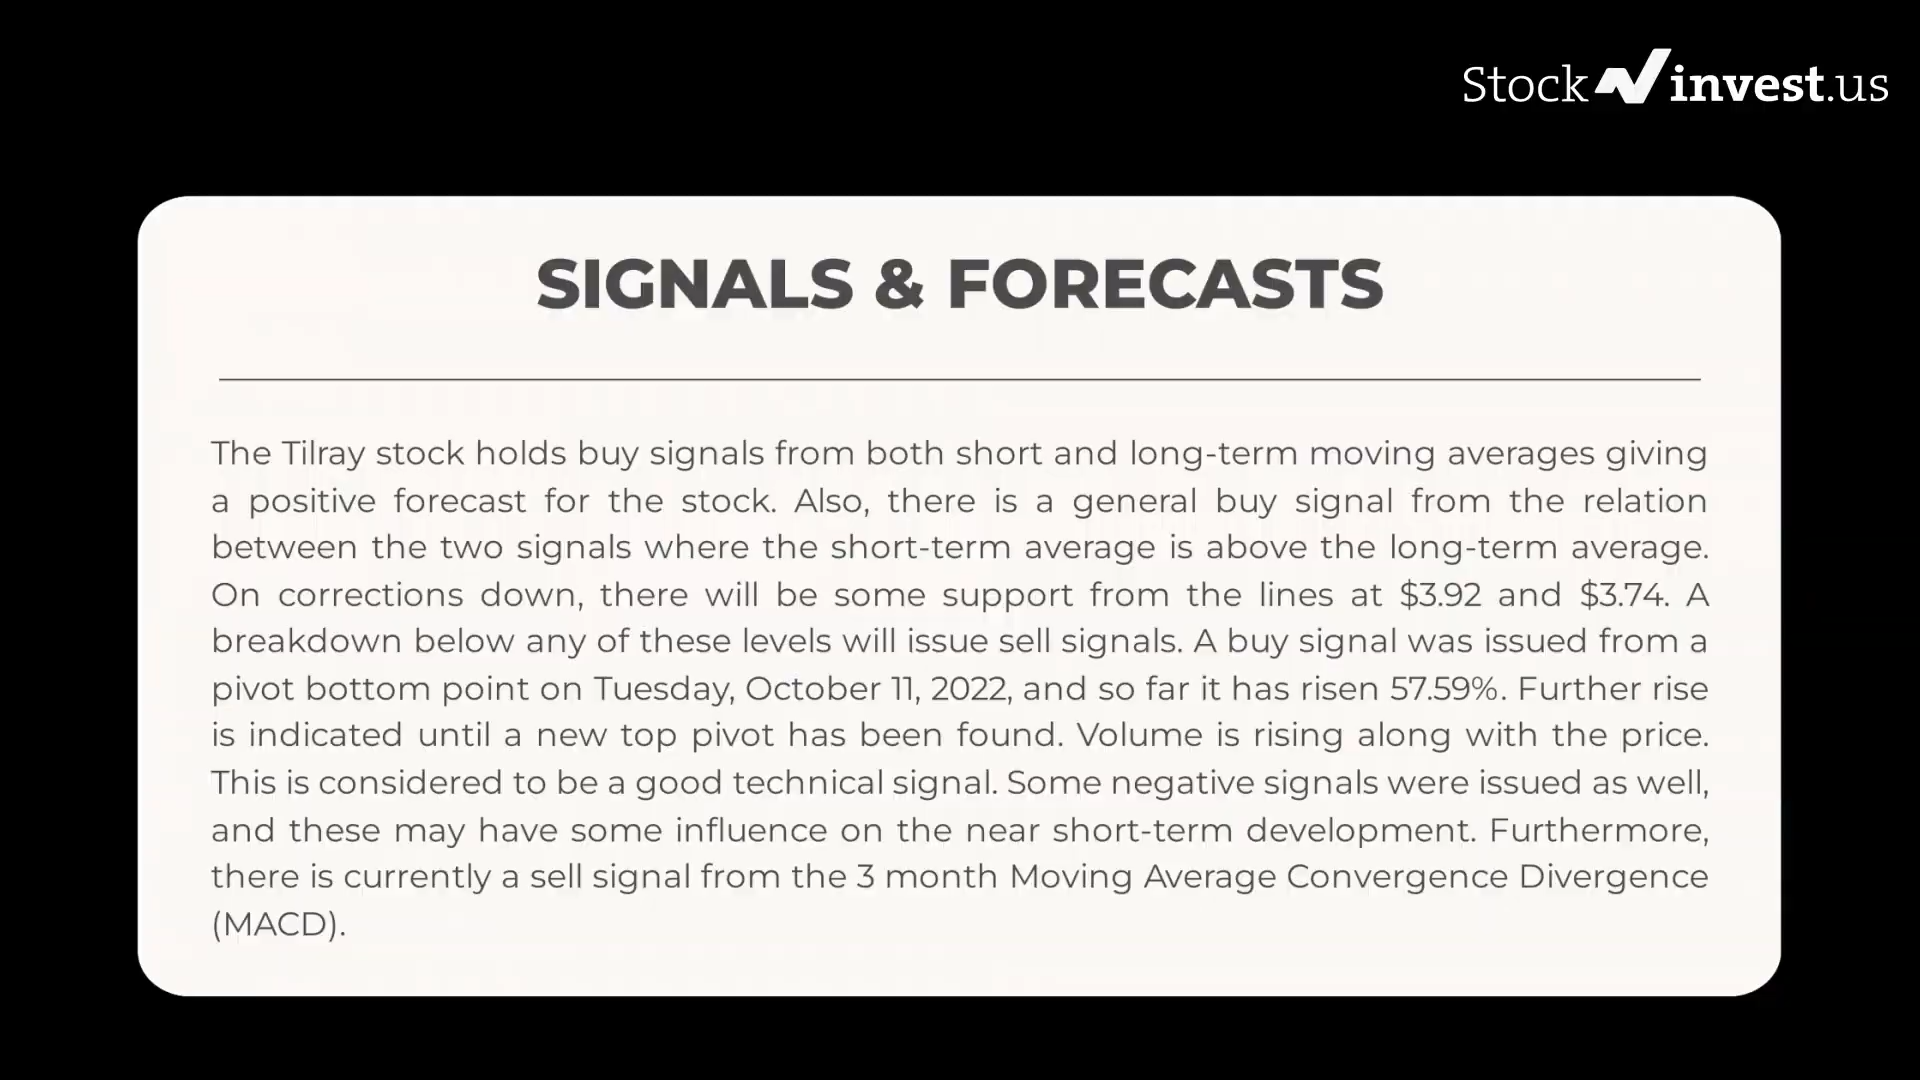 Stock invest.us
SIGNALS & FORECASTS
The Tilray stock holds buy signals from both short and long-term moving averages giving
a positive forecast for the stock. Also, there is a general buy signal from the relation
between the two signals where the short-term average is above the long-term average.
On corrections down, there will be some support from the lines at $3.92 and $3.74. A
breakdown below any of these levels will issue sell signals. A buy signal was issued from a
pivot bottom point on Tuesday, October 11, 2022, and so far it has risen 57.59%. Further rise
is indicated until a new top pivot has been found. Volume is rising along with the price.
This is considered to be a good technical signal. Some negative signals were issued as well,
and these may have some influence on the near short-term development. Furthermore,
there is currently a sell signal from the 3 month Moving Average Convergence Divergence
(MACD).